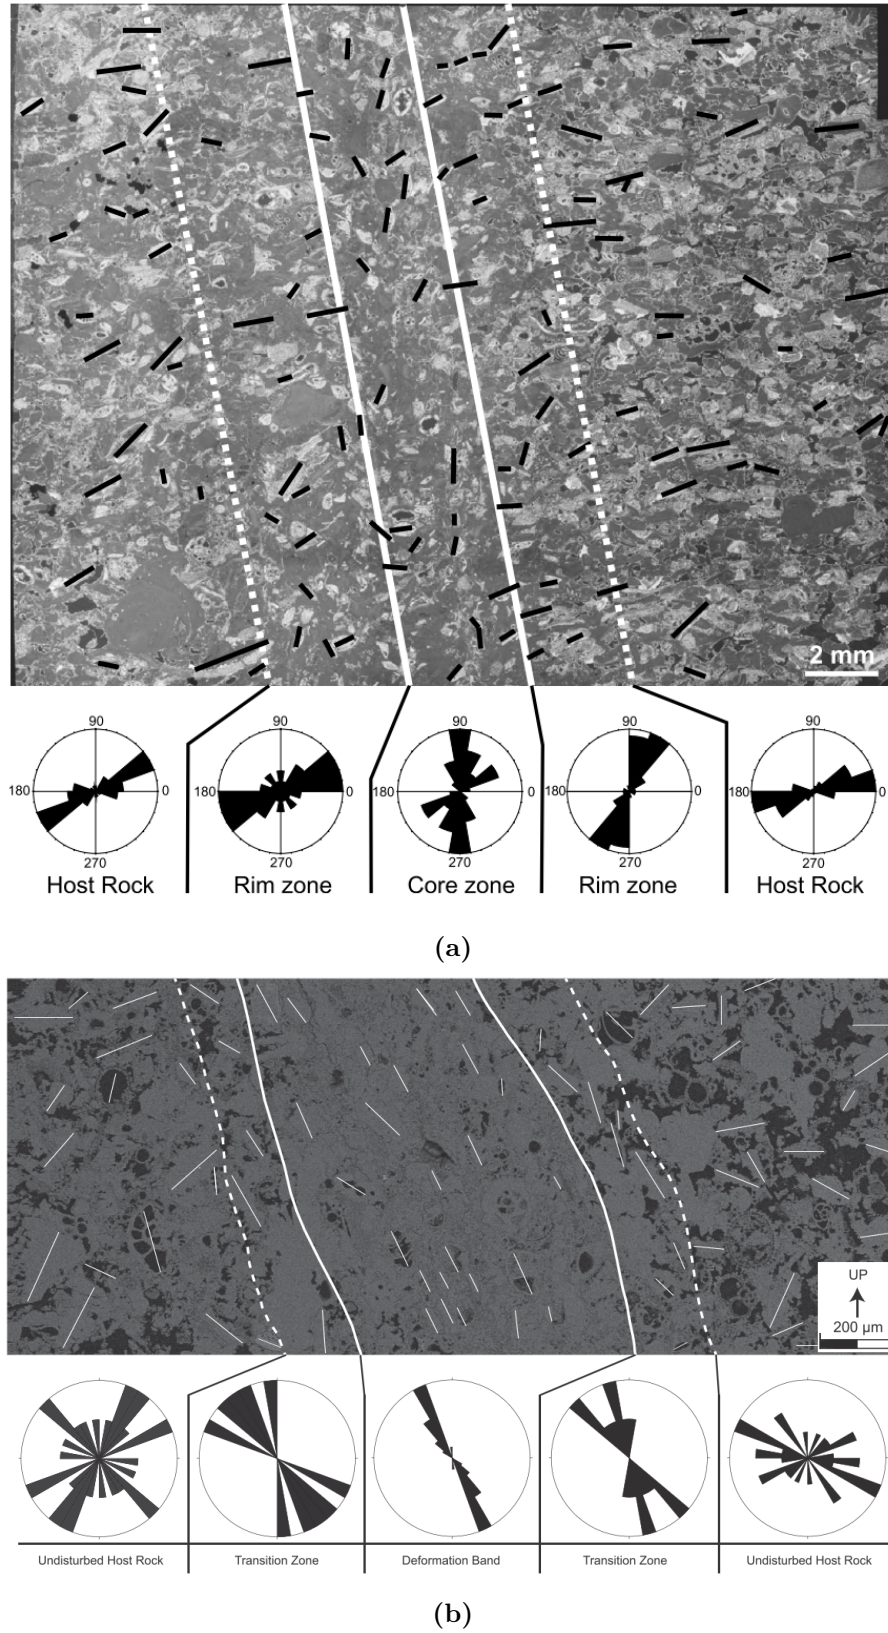 2 mm
90 90 90 90 90
180 0 180 0 180 0 180 0 180 0
270 270 270 270 270
Host Rock Rim zone Core zone Rim zone Host Rock
(a)
UP
200 µm
Undisturbed Host Rock Transition Zone Deformation Band Transition Zone Undisturbed Host Rock
(b)